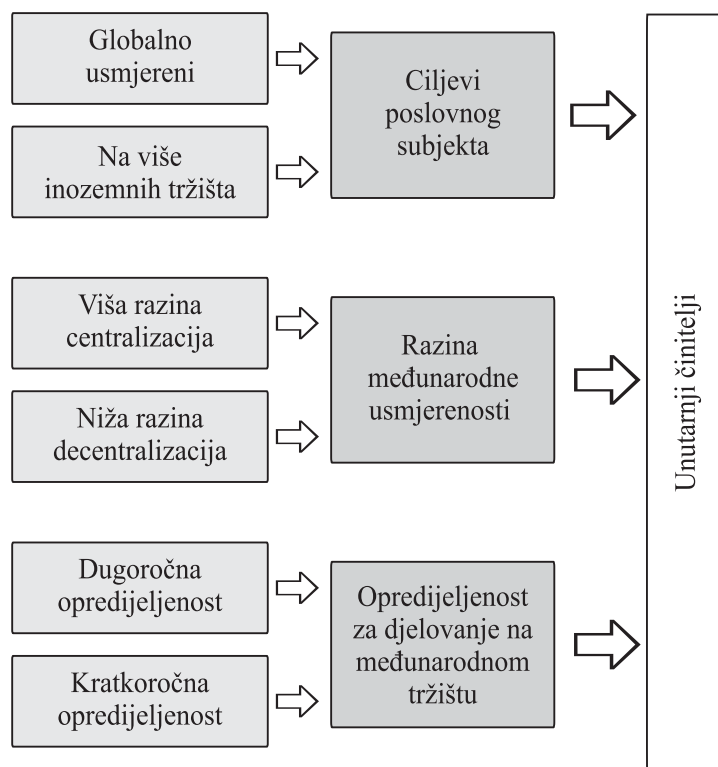 Globalno
usmjereni
Na više
inozemnih tržišta
Ciljevi
poslovnog
subjekta
Viša razina
centralizacija
Niža razina
decentralizacija
Razina
međunarodne
usmjerenosti
Dugoročna
opredijeljenost
Kratkoročna
opredijeljenost
Opredijeljenost
za djelovanje na
međunarodnom
tržištu
Unutarnji činitelji